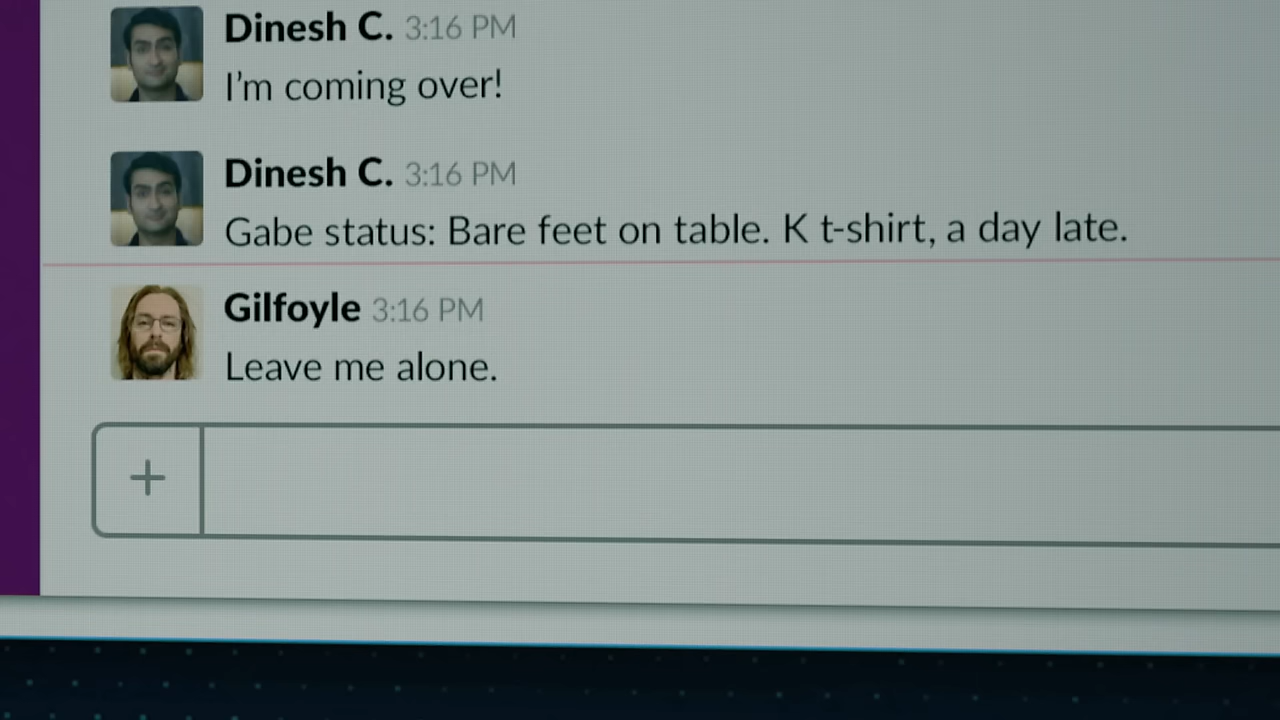 Dinesh C. 3:16 PM
I'm coming over!
Dinesh C. 3:16 PM
Gabe status: Bare feet on table. K t-shirt, a day late.
Gilfoyle 3:16 PM
Leave me alone.
+